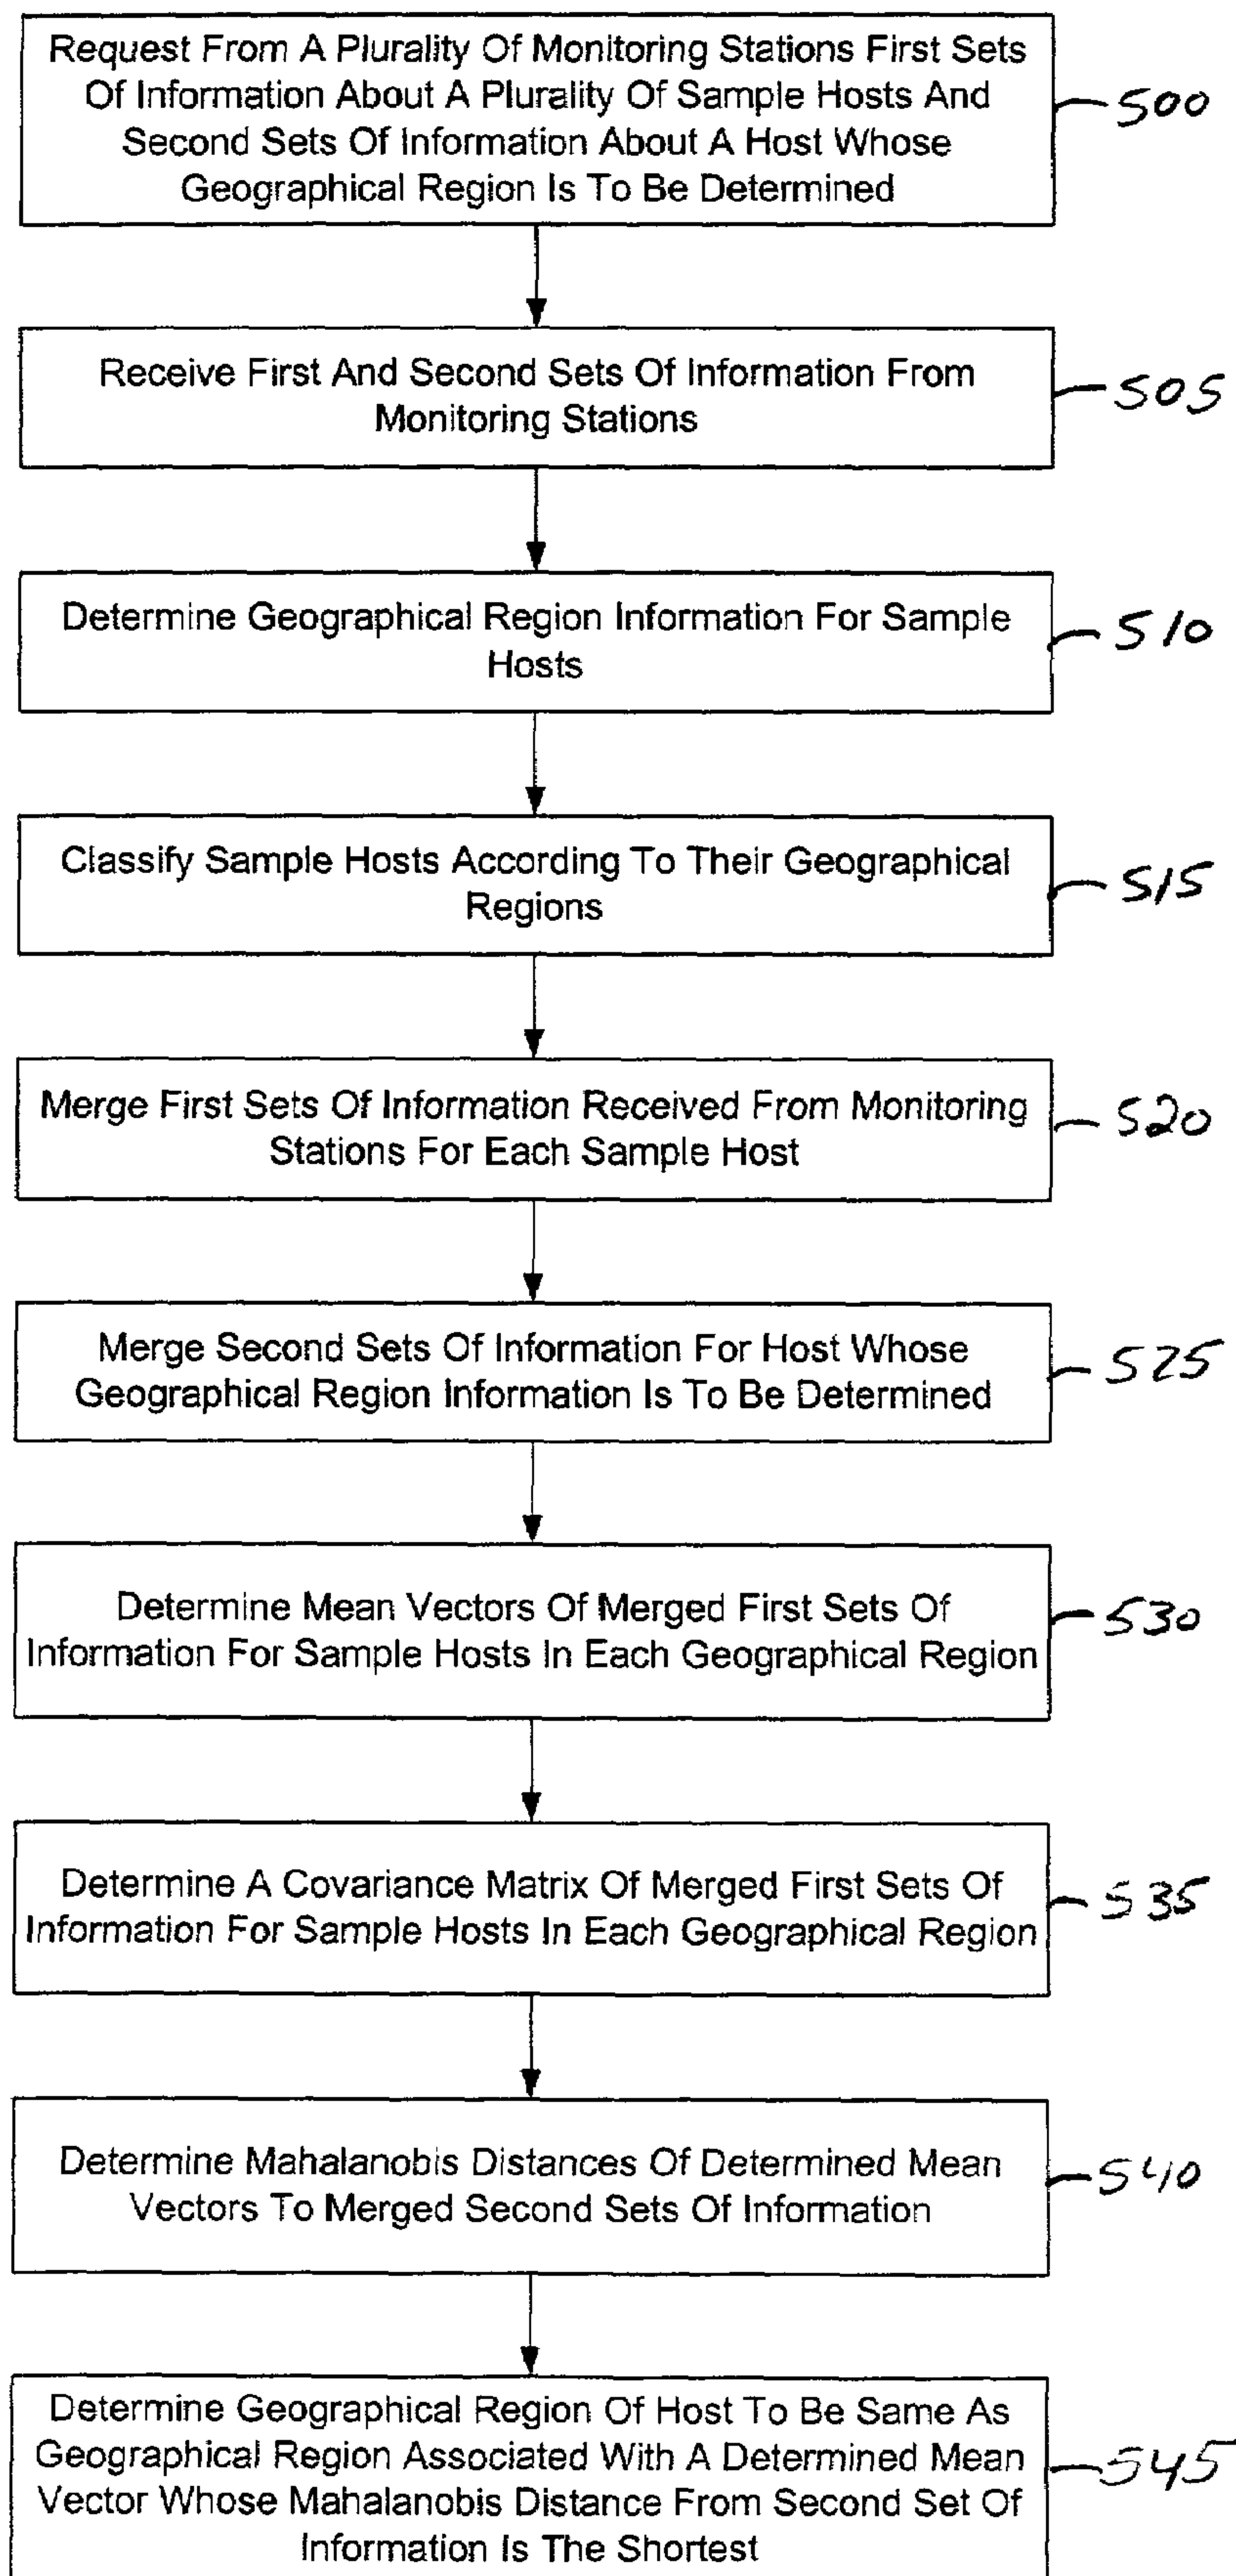 Request From A Plurality Of Monitoring Stations First Sets
Of Information About A Plurality Of Sample Hosts And
Second Sets Of Information About A Host Whose
Geographical Region Is To Be Determined
500
Receive First And Second Sets Of Information From
Monitoring Stations
505
Determine Geographical Region Information For Sample
Hosts
510
Classify Sample Hosts According To Their Geographical
Regions
515
Merge First Sets Of Information Received From Monitoring
Stations For Each Sample Host
520
Merge Second Sets Of Information For Host Whose
Geographical Region Information Is To Be Determined
525
Determine Mean Vectors Of Merged First Sets Of
Information For Sample Hosts In Each Geographical Region
530
Determine A Covariance Matrix Of Merged First Sets Of
Information For Sample Hosts In Each Geographical Region
535
Determine Mahalanobis Distances Of Determined Mean
Vectors To Merged Second Sets Of Information
540
Determine Geographical Region Of Host To Be Same As
Geographical Region Associated With A Determined Mean
Vector Whose Mahalanobis Distance From Second Set Of
Information Is The Shortest
545